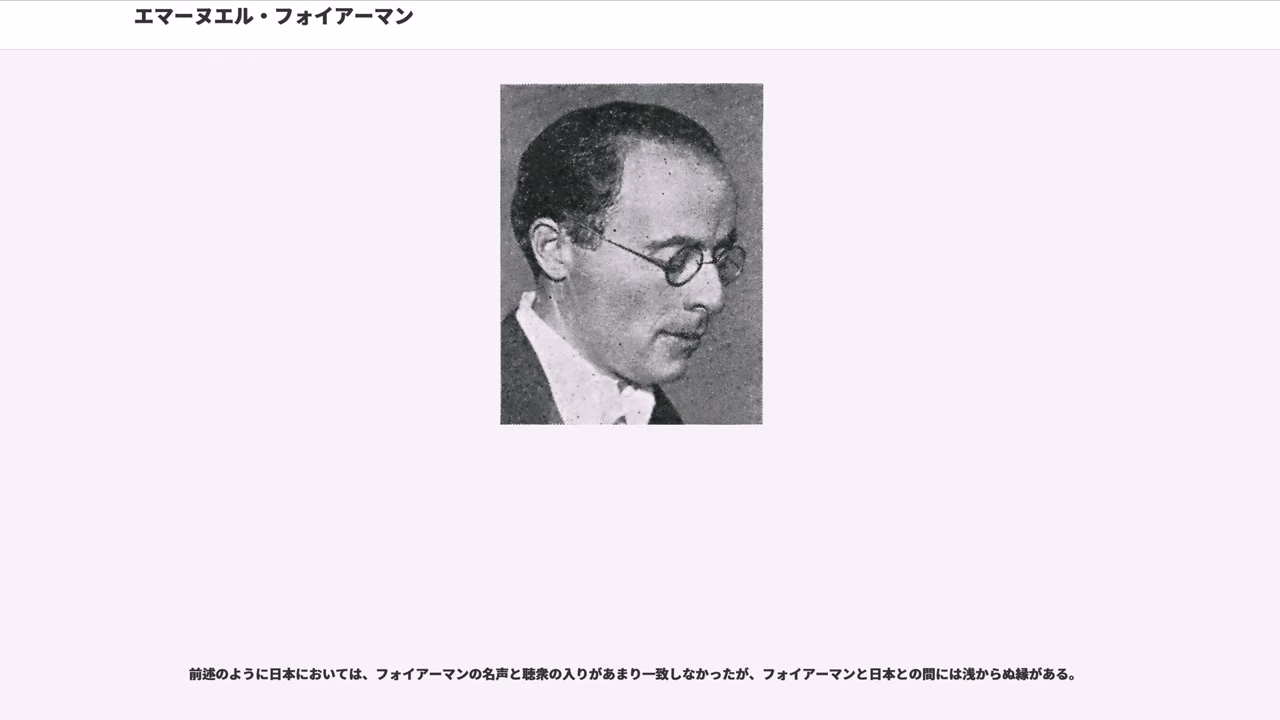 エマーヌエル・フォイアーマン
前述のように日本においては、フォイアーマンの名声と聴衆の入りがあまり一致しなかったが、フォイアーマンと日本との間には浅からぬ縁がある。